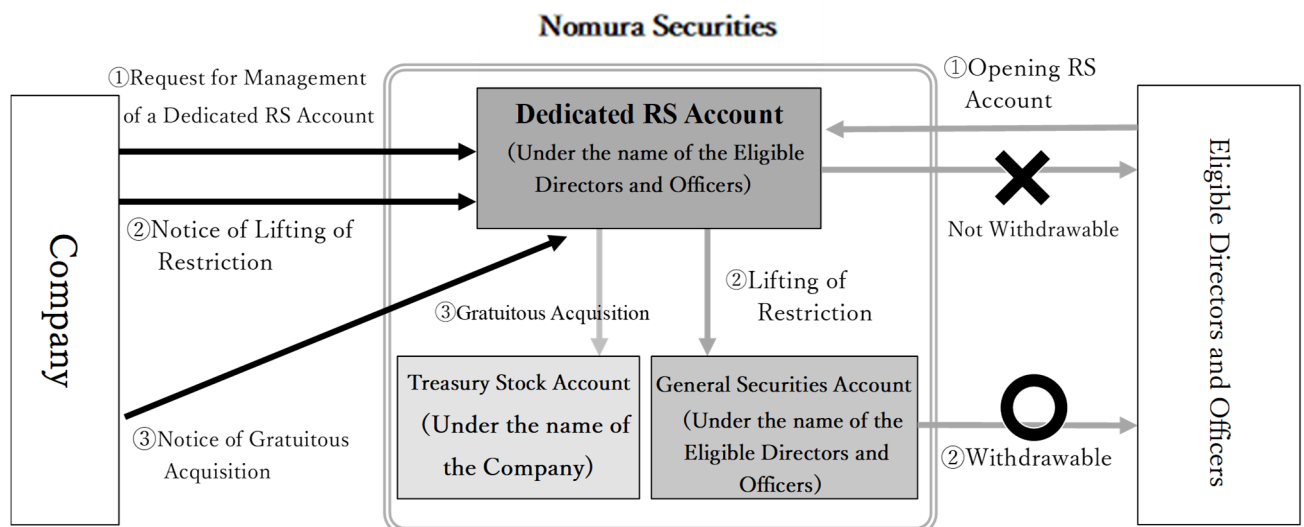 Nomura Securities
①Request for Management
of a Dedicated RS Account
②Notice of Lifting of
Restriction
③Notice of Gratuitous
Acquisition
Company
Dedicated RS Account
(Under the name of the Eligible
Directors and Officers)
③Gratuitous Acquisition
②Lifting of
Restriction
Treasury Stock Account
(Under the name of
the Company)
General Securities Account
(Under the name of the
Eligible Directors and
Officers)
①Opening RS
Account
Not Withdrawable
②Withdrawable
Eligible Directors and Officers